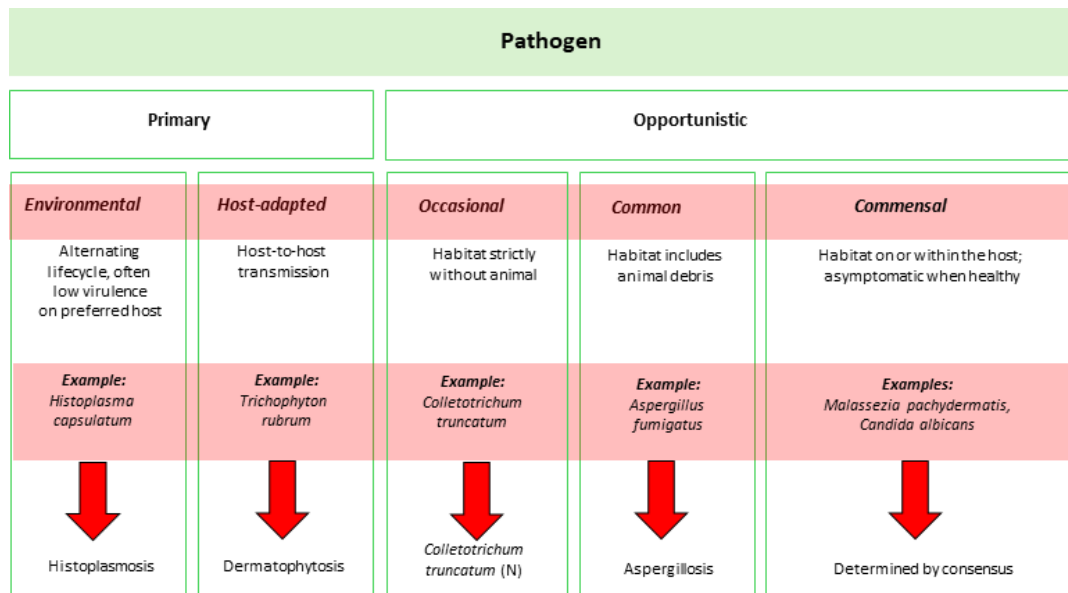 Pathogen
Primary
Opportunistic
Environmental
Host-adapted
Occasional
Common
Commensal
Alternating
lifecycle, often
low virulence
on preferred host
Host-to-host
transmission
Habitat strictly
without animal
Habitat includes
animal debris
Habitat on or within the host;
asymptomatic when healthy
Example:
Histoplasma
capsulatum
Example:
Trichophyton
rubrum
Example:
Colletotrichum
truncatum
Example:
Aspergillus
fumigatus
Examples:
Malassezia pachydermatis,
Candida albicans
Histoplasmosis
Dermatophytosis
Colletotrichum
truncatum (N)
Aspergillosis
Determined by consensus